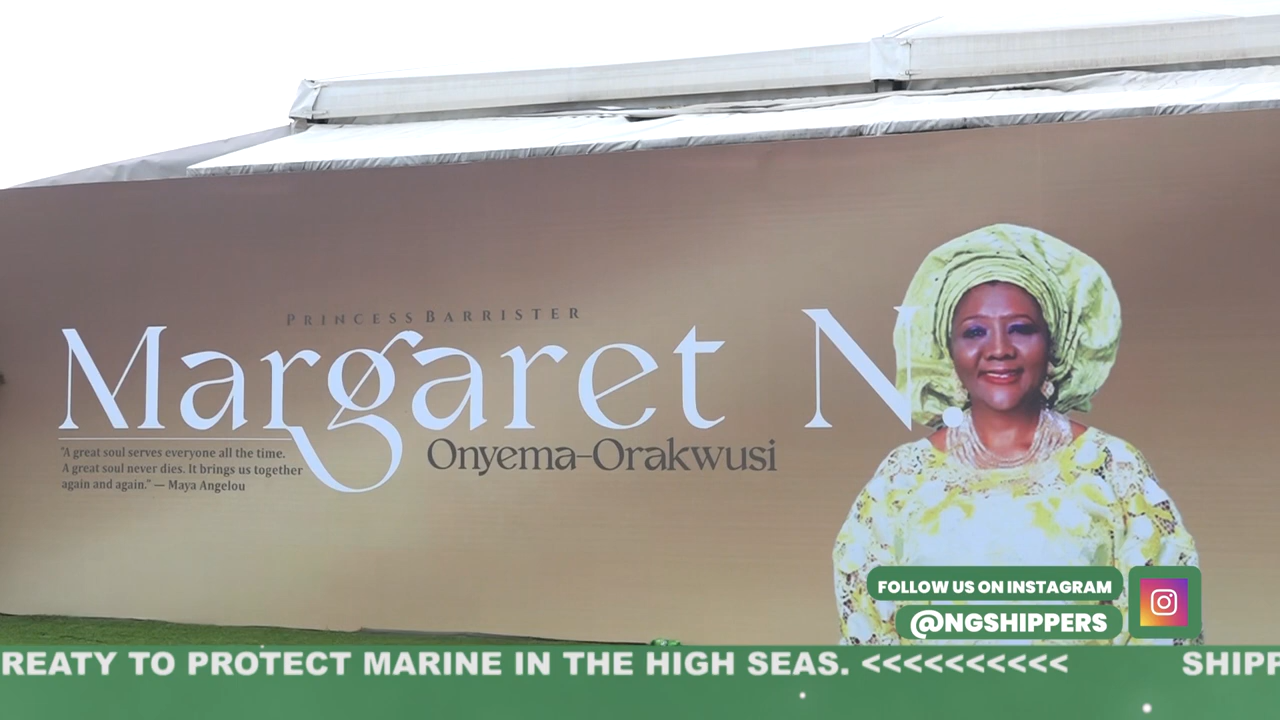 PRINCESS BARRISTER
Margaret N.
Onyema-Orakwusi
"A great soul serves everyone all the time.
A great soul never dies. It brings us together
again and again." — Maya Angelou
FOLLOW US ON INSTAGRAM
@NGSHIPPERS
REATY TO PROTECT MARINE IN THE HIGH SEAS. <<<<<<<<<< SHIPP